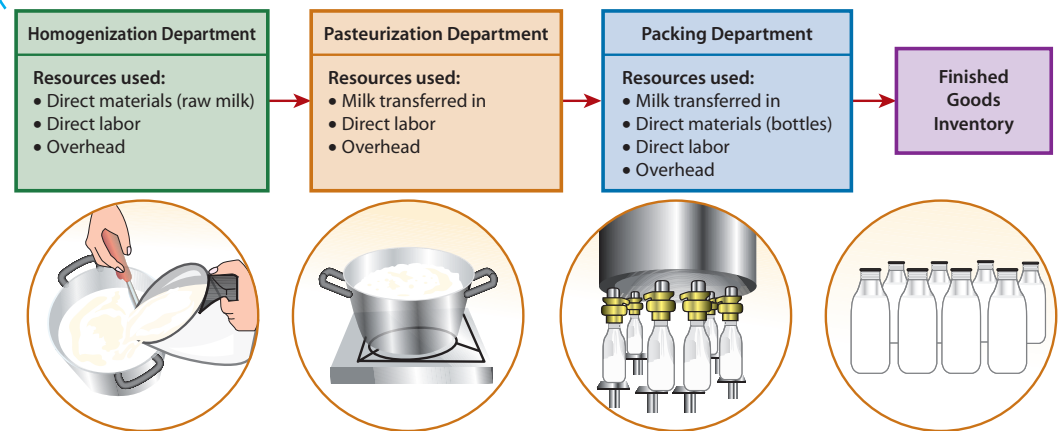 Homogenization Department
Resources used:
• Direct materials (raw milk)
• Direct labor
• Overhead
Pasteurization Department
Resources used:
• Milk transferred in
• Direct labor
• Overhead
Packing Department
Resources used:
• Milk transferred in
• Direct materials (bottles)
• Direct labor
• Overhead
Finished
Goods
Inventory